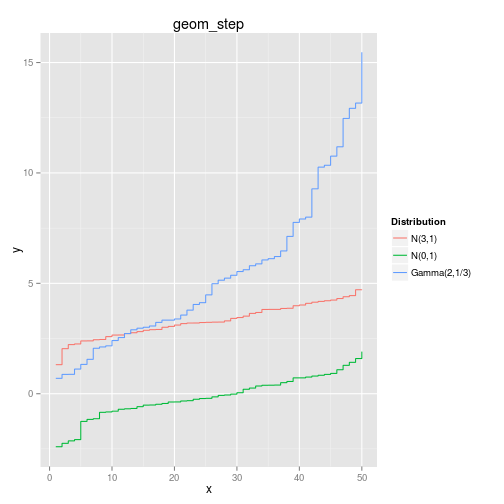 geom_step
15
10
5
0
y
0
10
20
30
40
50
x
Distribution
N(3,1)
N(0,1)
Gamma(2,1/3)